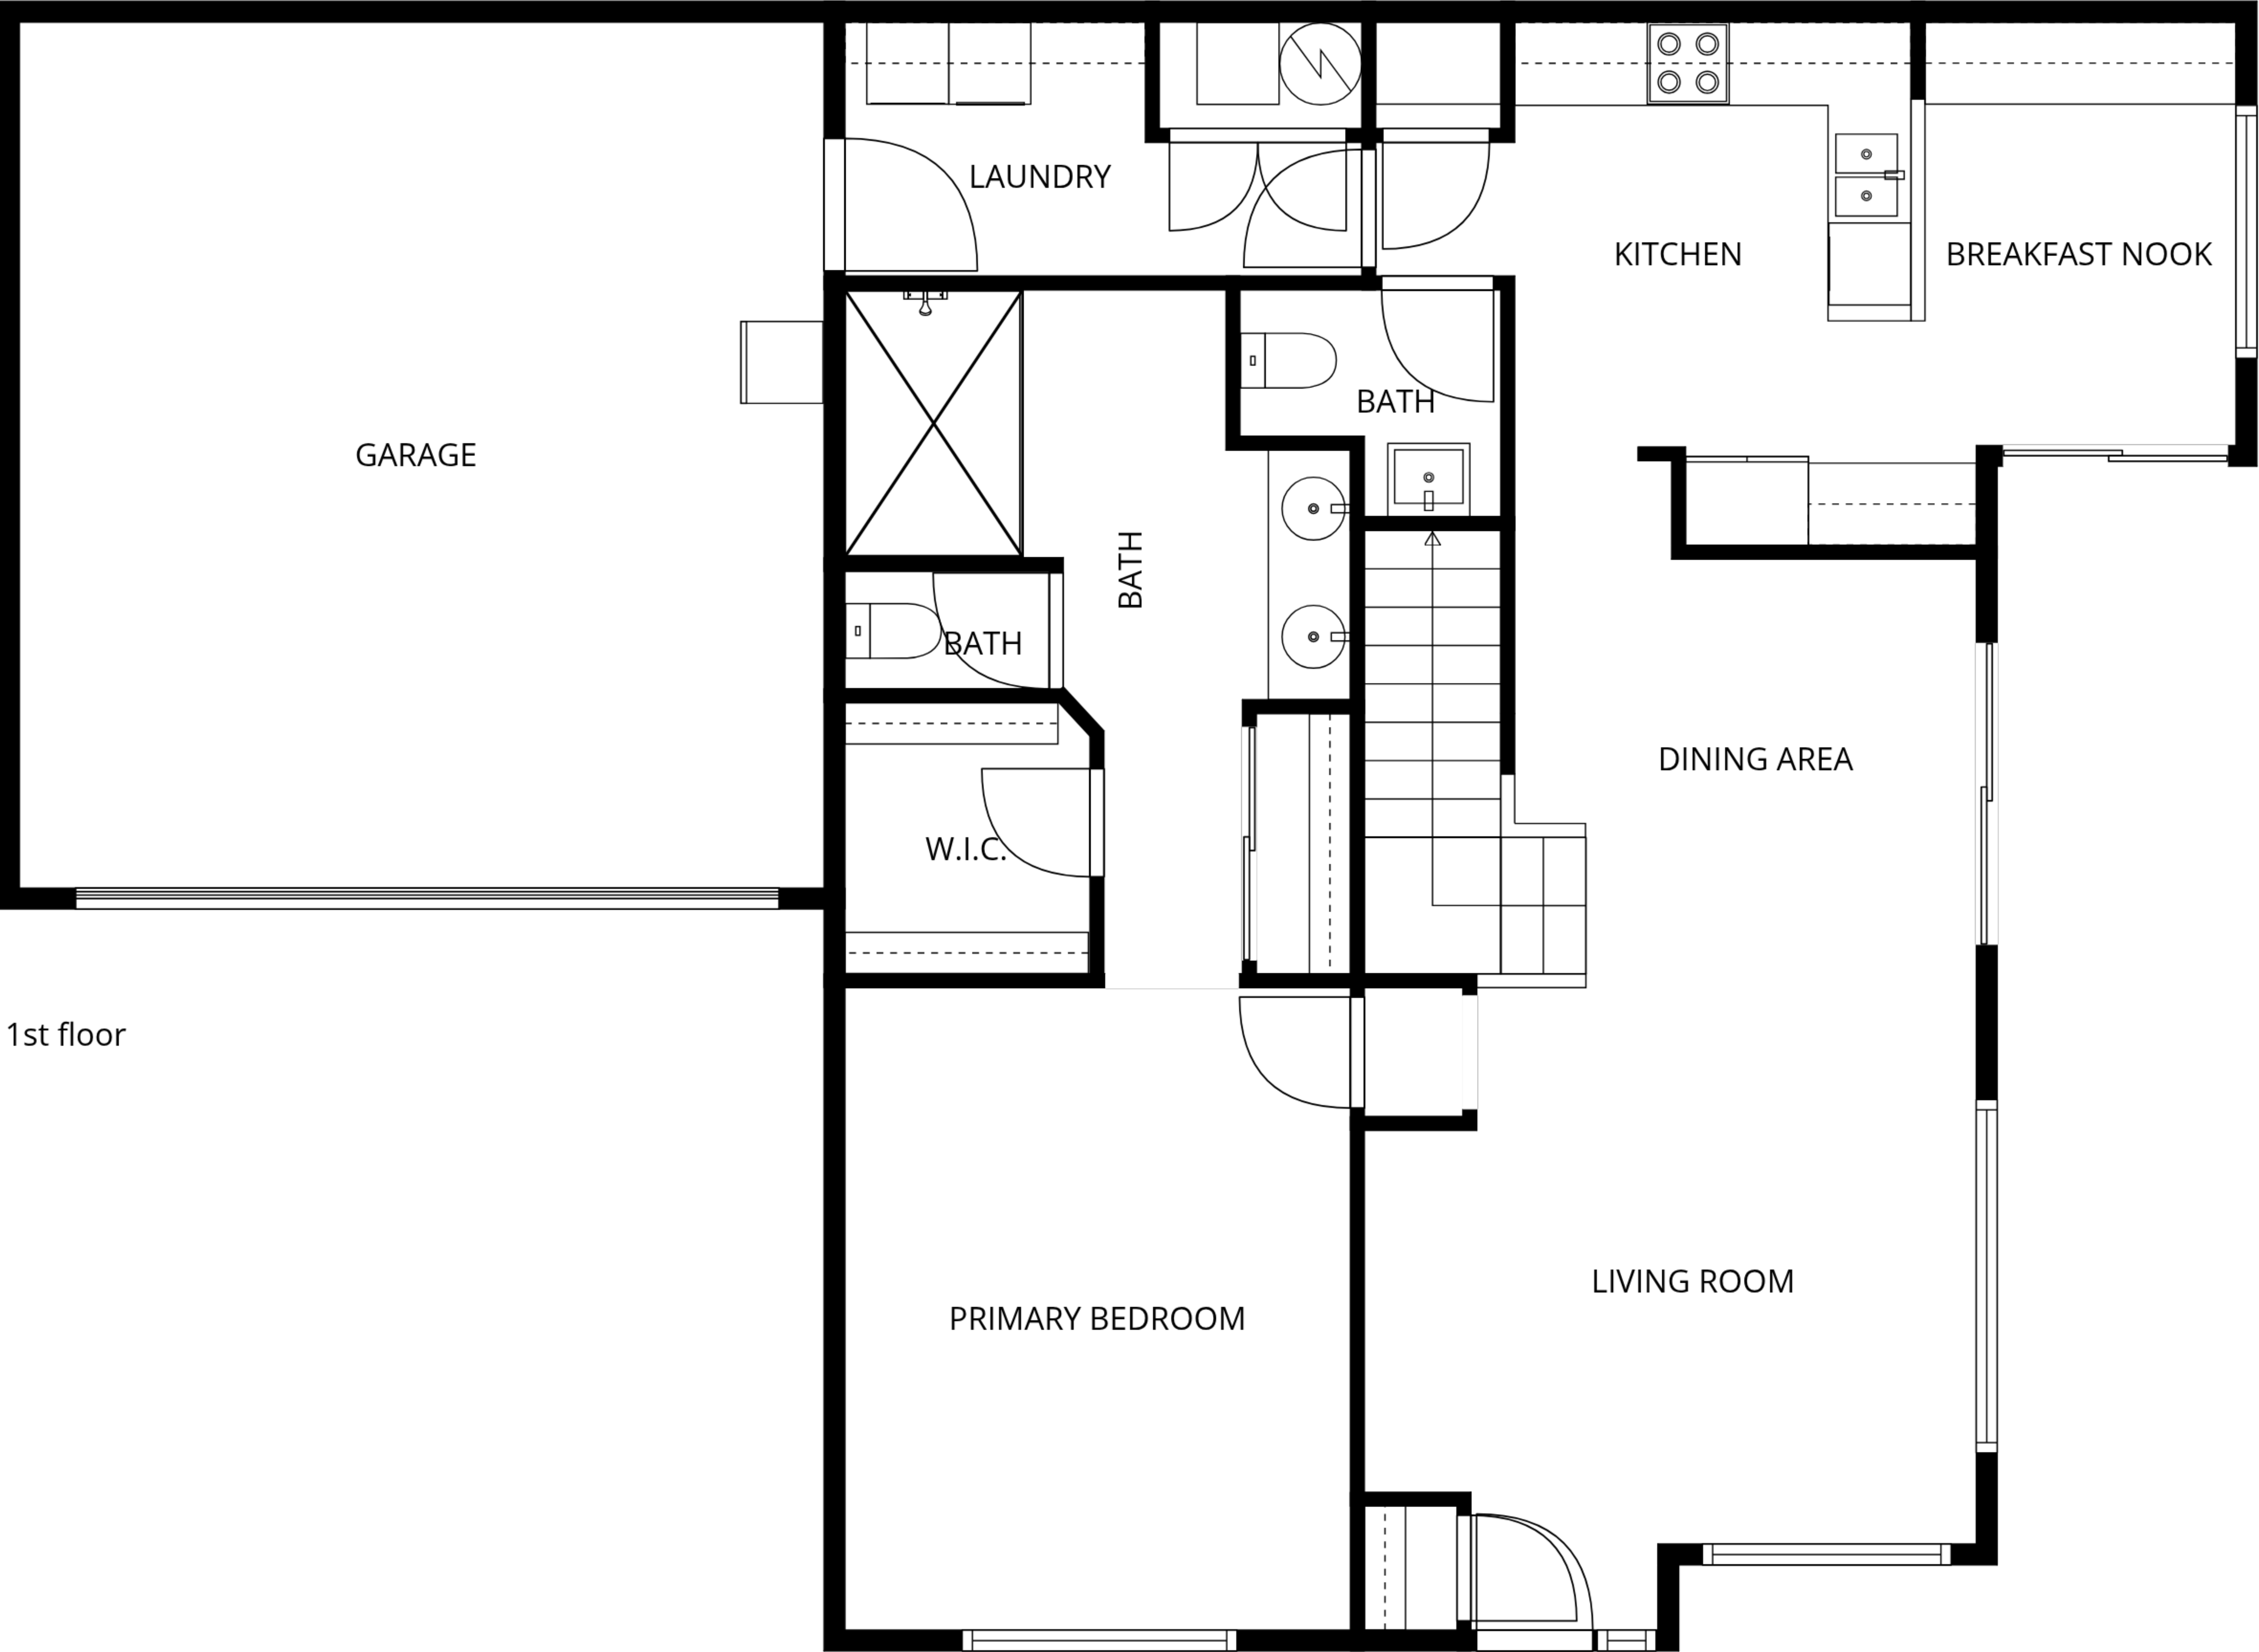 LAUNDRY
KITCHEN
BREAKFAST NOOK
BATH
GARAGE
BATH
BATH
DINING AREA
W.I.C.
1st floor
LIVING ROOM
PRIMARY BEDROOM